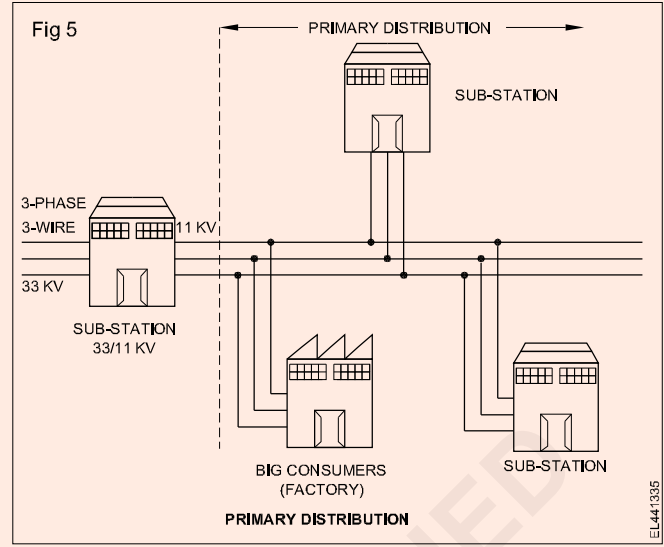 Fig 5
PRIMARY DISTRIBUTION
SUB-STATION
3-PHASE
3-WIRE
11 KV
33 KV
SUB-STATION
33/11 KV
BIG CONSUMERS
(FACTORY)
SUB-STATION
PRIMARY DISTRIBUTION
EL441335